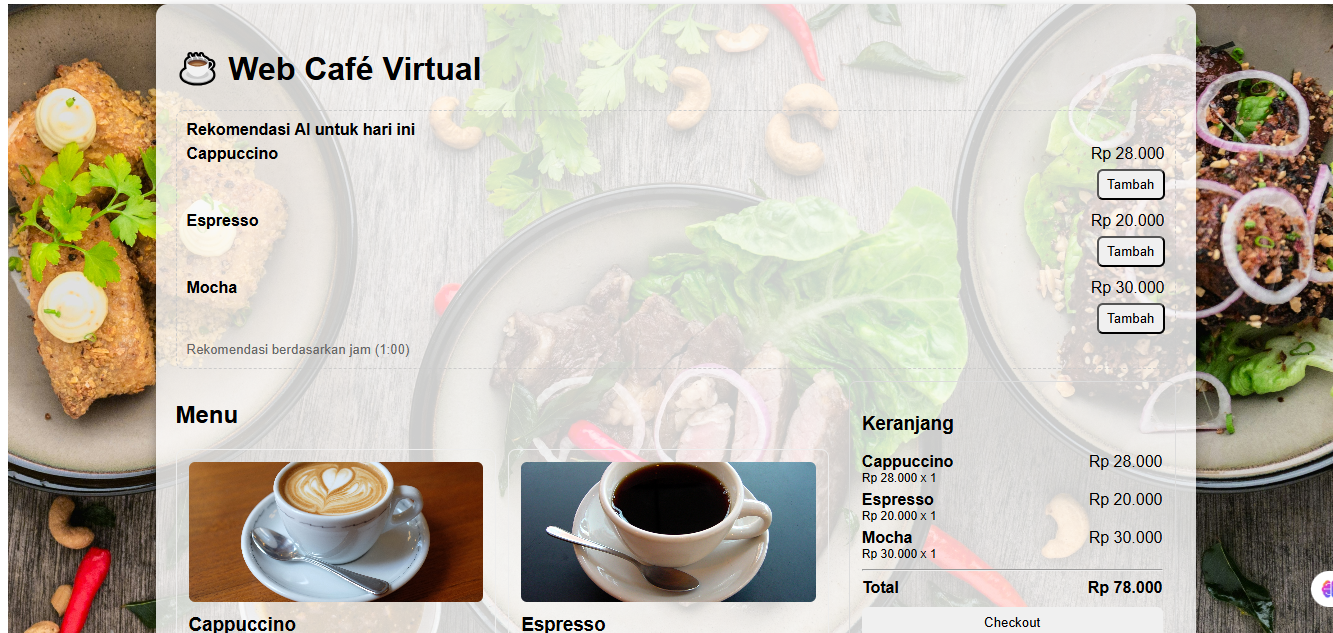 Web Café Virtual
Rekomendasi AI untuk hari ini
Cappuccino Rp 28.000
Tambah
Espresso Rp 20.000
Tambah
Mocha Rp 30.000
Tambah
Rekomendasi berdasarkan jam (1:00)
Menu
Cappuccino
Espresso
Keranjang
Cappuccino Rp 28.000
Rp 28.000 x 1
Espresso Rp 20.000
Rp 20.000 x 1
Mocha Rp 30.000
Rp 30.000 x 1
Total Rp 78.000
Checkout